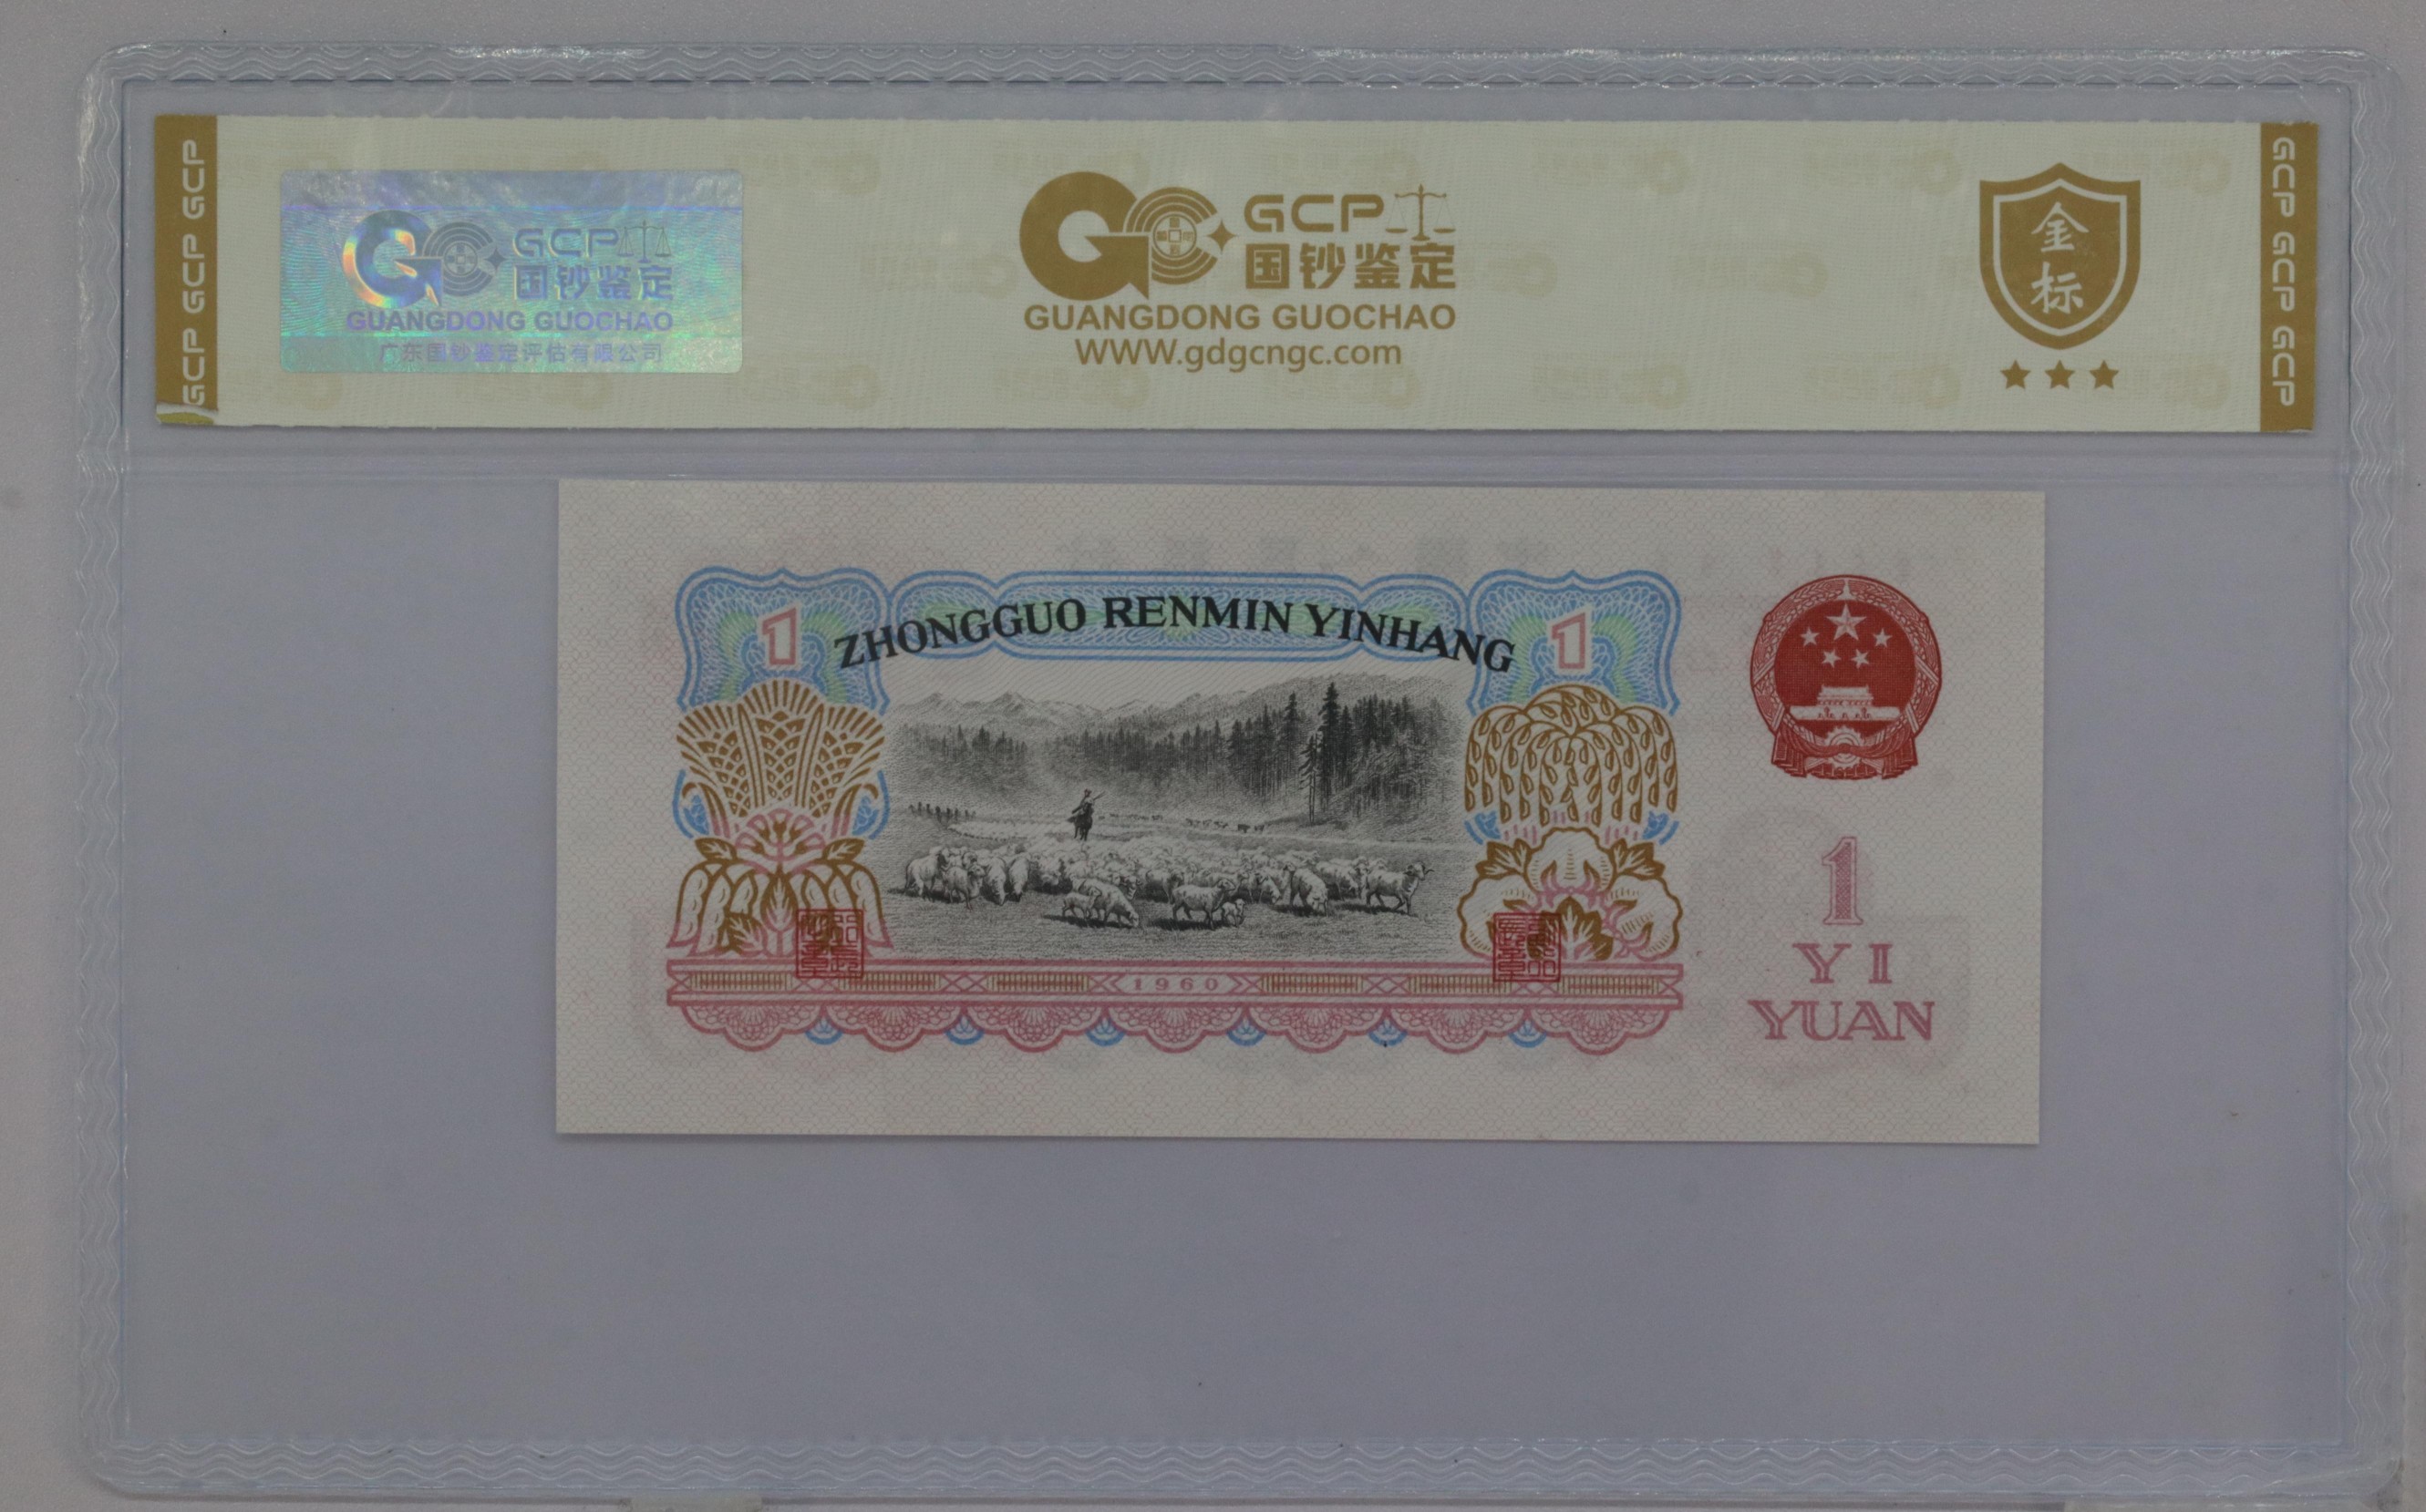 GCP GCP GCP
GCP
国钞鉴定
GUANGDONG GUOCHAO
广东国钞鉴定评估有限公司
GCP
国钞鉴定
GUANGDONG GUOCHAO
WWW.gdgcngc.com
金
标
GCP GCP GCP
1
ZHONGGUO RENMIN YINHANG
1
1960
1
YI
YUAN